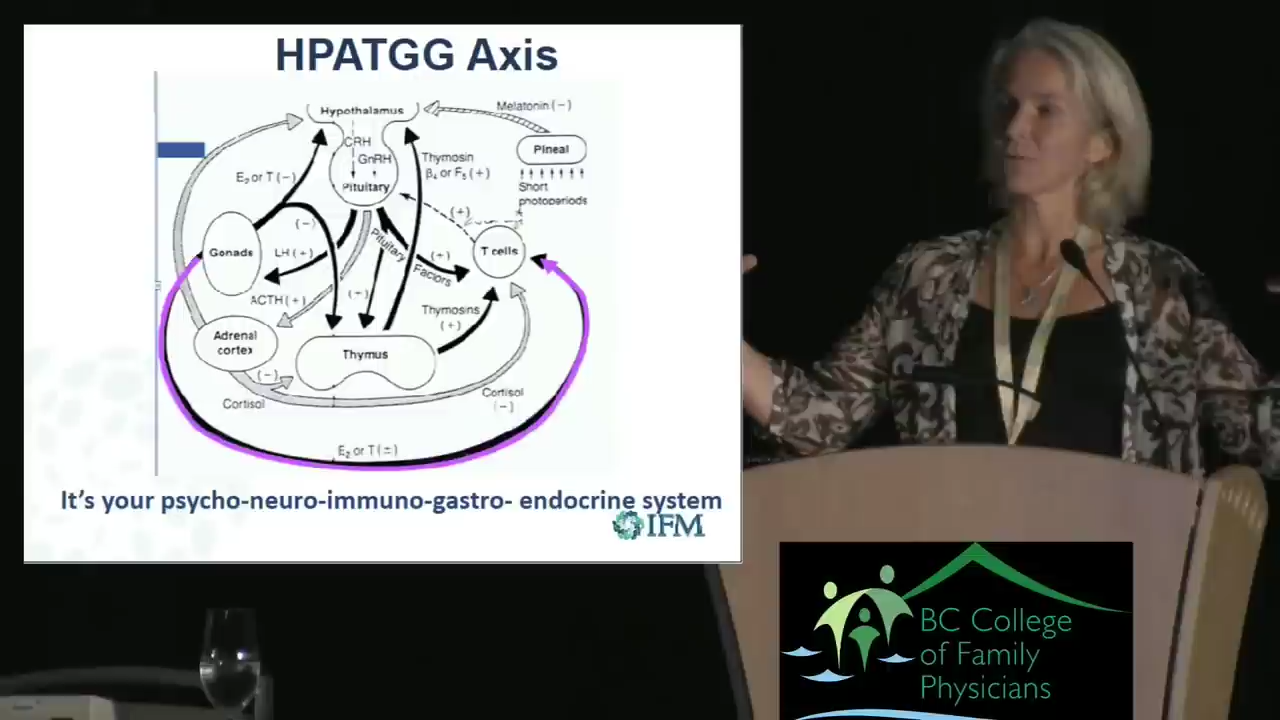 HPATGG Axis
Hypothalamus
Melatonin (−)
CRH
GnRH
Pituitary
Pineal
Thymosin
β₄ or F₅ (+)
Short
photoperiods
E₂ or T (−)
(+)
(−)
Gonads
LH (+)
Pituitary
Factors
(+)
T cells
ACTH (+)
(−)
Thymosins
(+)
Adrenal
cortex
Thymus
(−)
Cortisol
Cortisol
(−)
E₂ or T (±)
It's your psycho-neuro-immuno-gastro- endocrine system
IFM
BC College
of Family
Physicians